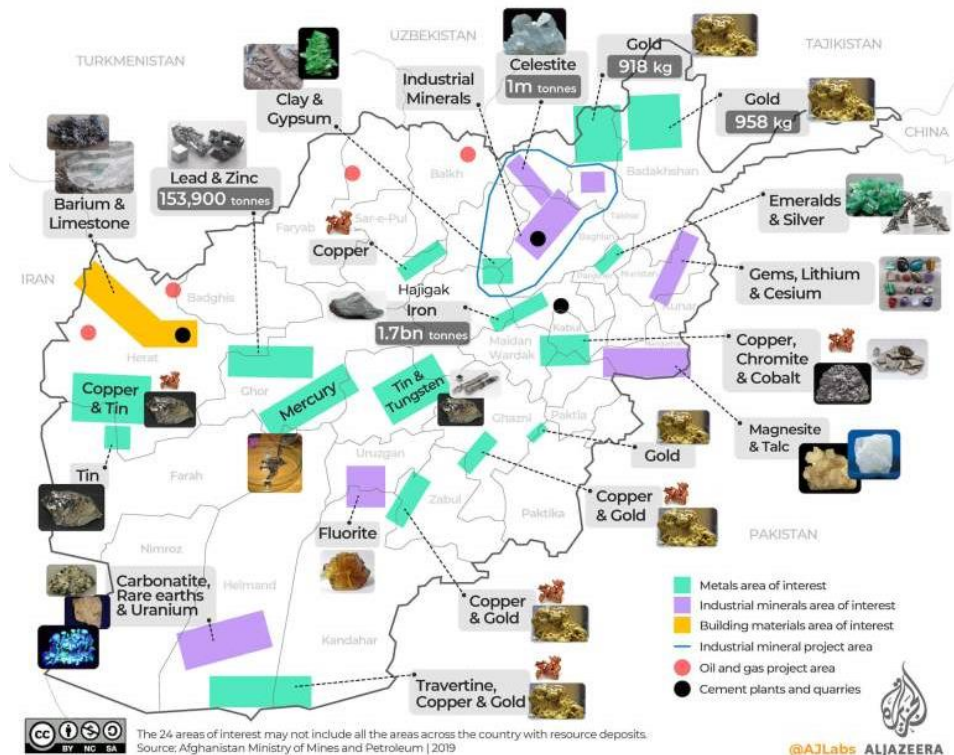 UZBEKISTAN
TURKMENISTAN
TAJIKISTAN
CHINA
IRAN
PAKISTAN
Gold
918 kg
Celestite
1m tonnes
Industrial
Minerals
Clay &
Gypsum
Gold
958 kg
Lead & Zinc
153,900 tonnes
Barium &
Limestone
Balkh
Badakhshan
Takhar
Emeralds
& Silver
Faryab
Sar-e-Pul
Copper
Baghlan
Nuristan
Kunar
Gems, Lithium
& Cesium
Badghis
Hajigak
Iron
1.7bn tonnes
Kabul
Maidan
Wardak
Herat
Ghor
Copper,
Chromite
& Cobalt
Copper
& Tin
Mercury
Tin &
Tungsten
Ghazni
Paktia
Magnesite
& Talc
Tin
Farah
Uruzgan
Gold
Zabul
Paktika
Copper
& Gold
Fluorite
Nimroz
Helmand
Kandahar
Carbonatite,
Rare earths
& Uranium
Copper
& Gold
Travertine,
Copper & Gold
Metals area of interest
Industrial minerals area of interest
Building materials area of interest
Industrial mineral project area
Oil and gas project area
Cement plants and quarries
cc
BY NC SA
The 24 areas of interest may not include all the areas across the country with resource deposits.
Source: Afghanistan Ministry of Mines and Petroleum | 2019
@AJLabs ALJAZEERA